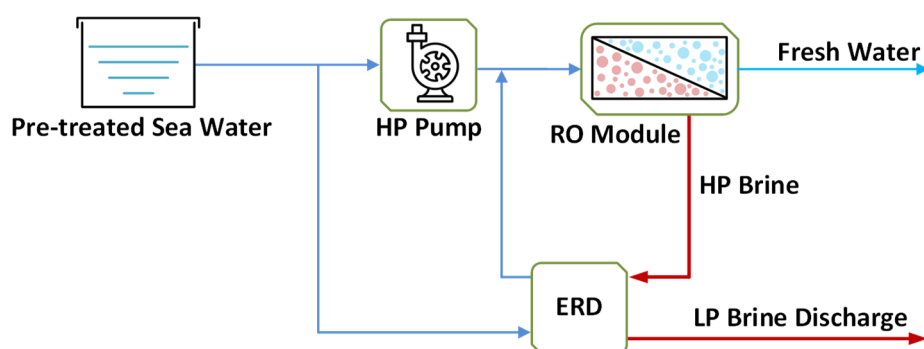 Fresh Water
Pre-treated Sea Water
HP Pump
RO Module
HP Brine
ERD
LP Brine Discharge